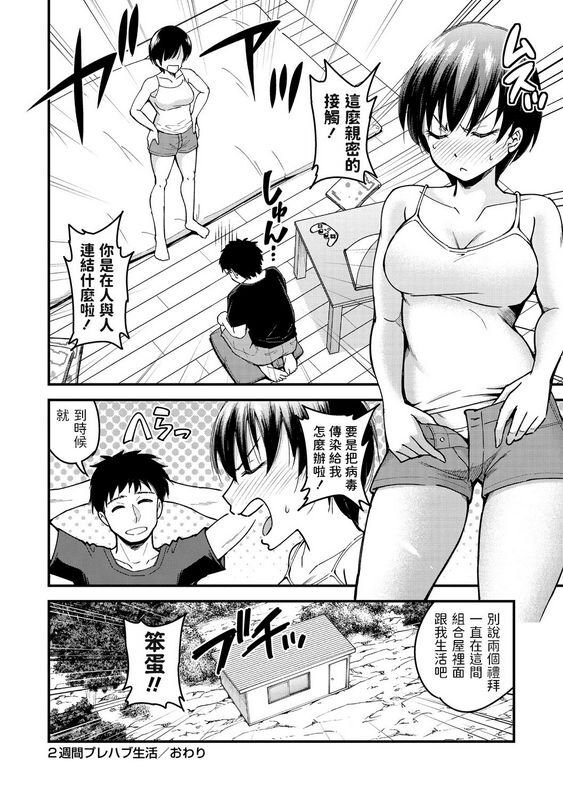 ムズッ
這麼親密的
接觸！
ババッ
しゅん…
你是在人與人
連結什麼啦！
要是把病毒
傳染給我
怎麼辦啦！
へらっ
到時候
就
別說兩個禮拜
一直在這間
組合屋裡面
跟我生活吧
ブチッ
笨蛋!!
2週間プレハブ生活／おわり